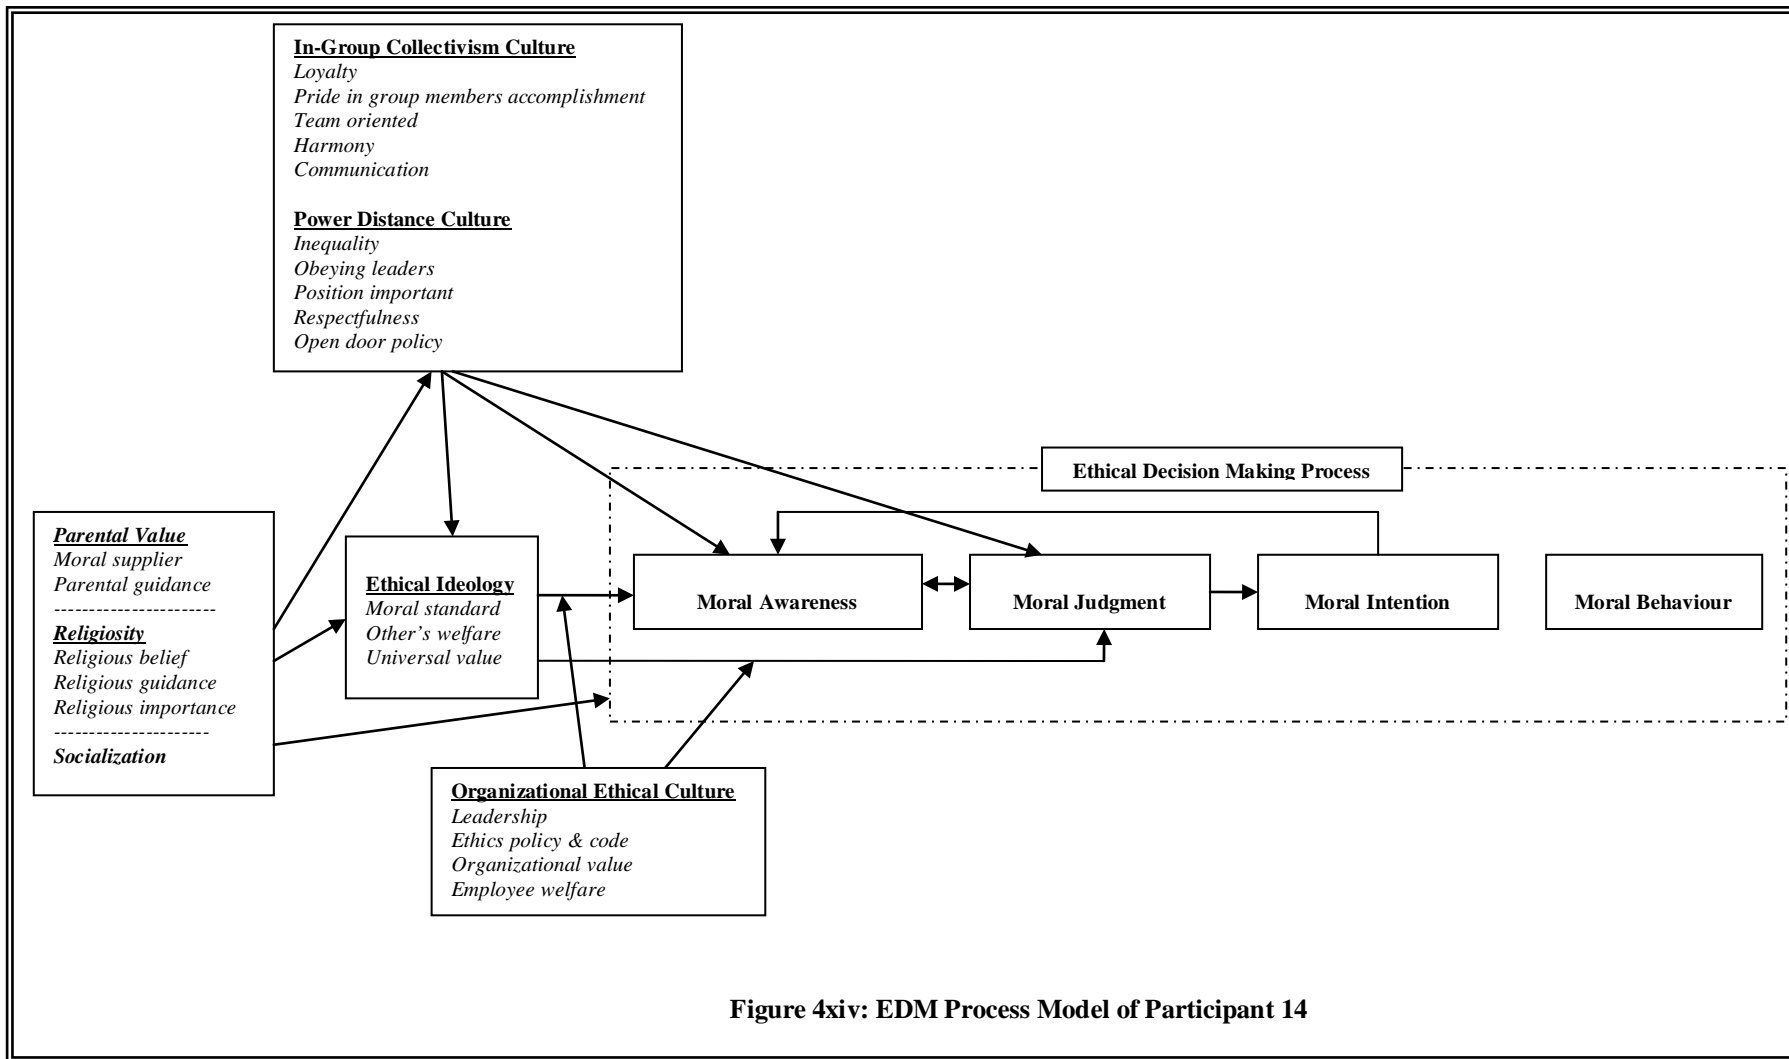 In-Group Collectivism Culture
Loyalty
Pride in group members accomplishment
Team oriented
Harmony
Communication
Power Distance Culture
Inequality
Obeying leaders
Position important
Respectfulness
Open door policy
Ethical Decision Making Process
Parental Value
Moral supplier
Parental guidance
-----------------------
Religiosity
Religious belief
Religious guidance
Religious importance
----------------------
Socialization
Ethical Ideology
Moral standard
Other’s welfare
Universal value
Moral Awareness
Moral Judgment
Moral Intention
Moral Behaviour
Organizational Ethical Culture
Leadership
Ethics policy & code
Organizational value
Employee welfare
Figure 4xiv: EDM Process Model of Participant 14